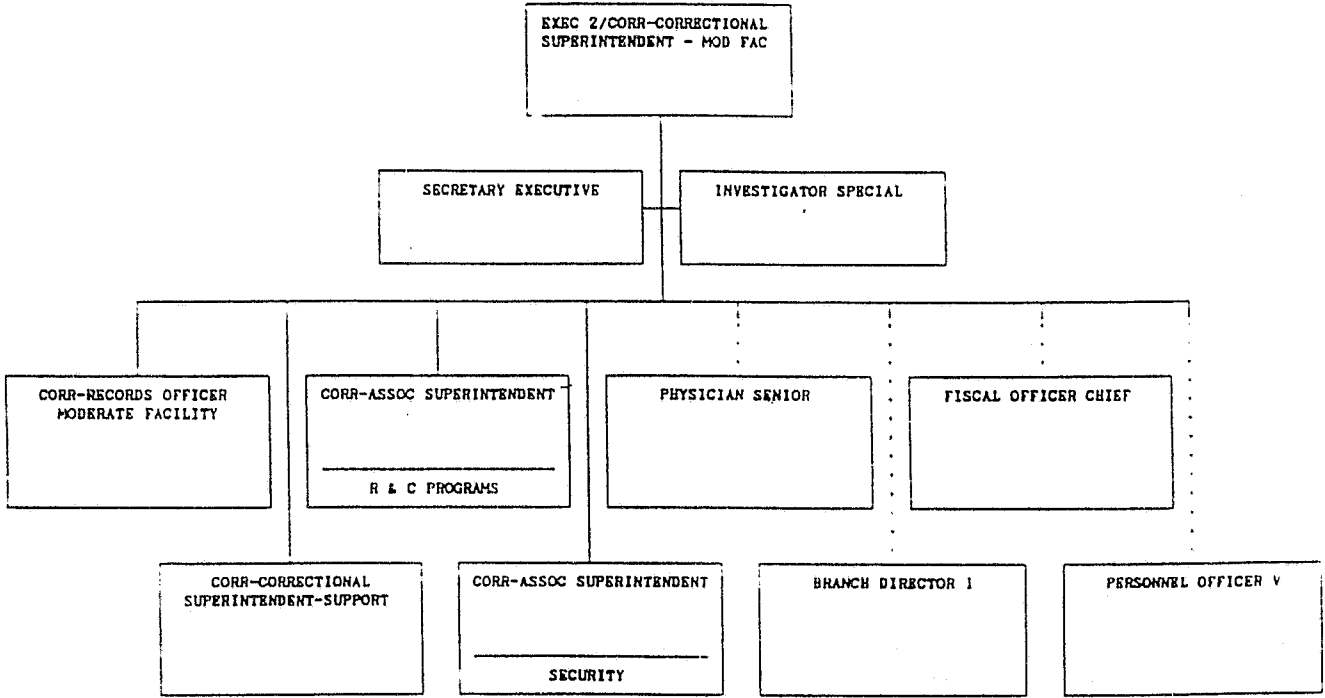 EXEC 2/CORR-CORRECTIONAL
SUPERINTENDENT - MOD FAC
SECRETARY EXECUTIVE
INVESTIGATOR SPECIAL
CORR-RECORDS OFFICER
MODERATE FACILITY
CORR-ASSOC SUPERINTENDENT
R & C PROGRAMS
PHYSICIAN SENIOR
FISCAL OFFICER CHIEF
CORR-CORRECTIONAL
SUPERINTENDENT-SUPPORT
CORR-ASSOC SUPERINTENDENT
SECURITY
BRANCH DIRECTOR 1
PERSONNEL OFFICER V